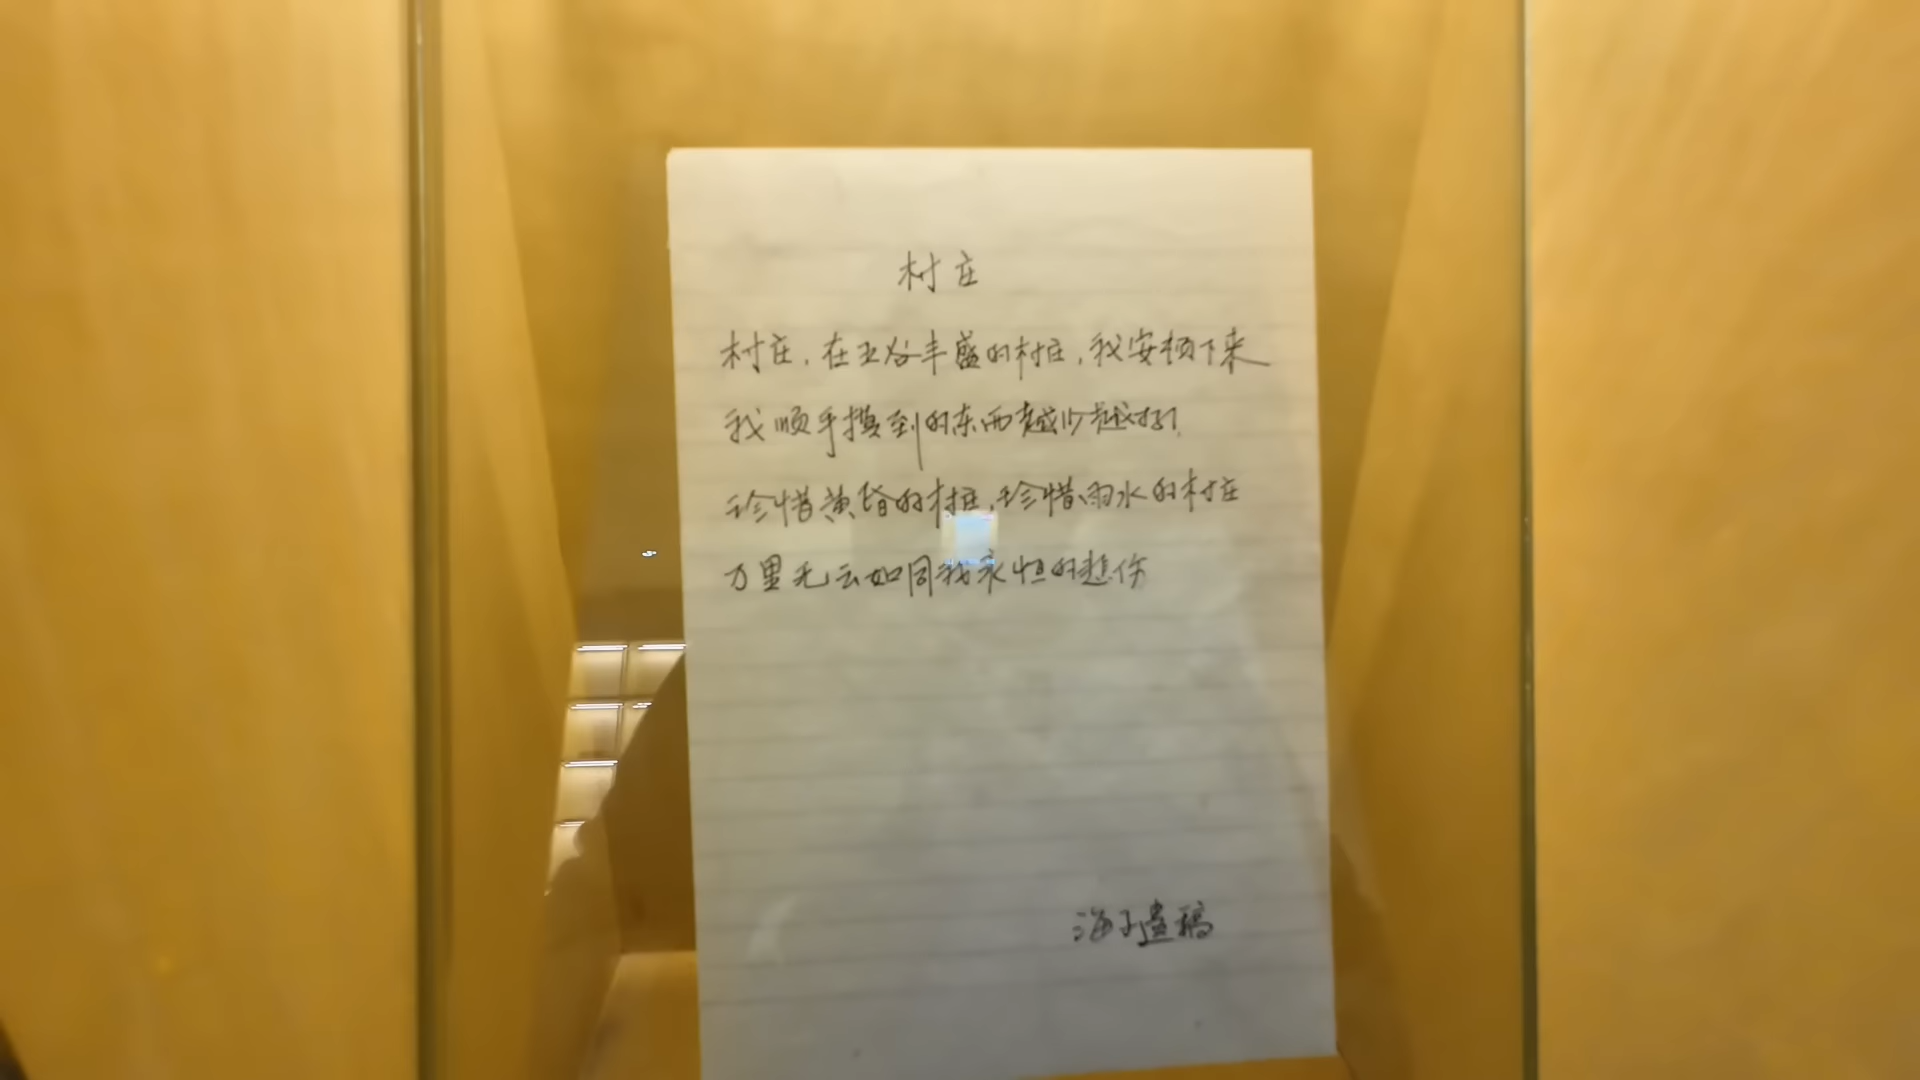 村庄
村庄，在五谷丰盛的村庄，我安顿下来
我顺手摸到的东西越少越好！
珍惜黄昏的村庄，珍惜雨水的村庄
万里无云如同我永恒的悲伤
海子遗稿